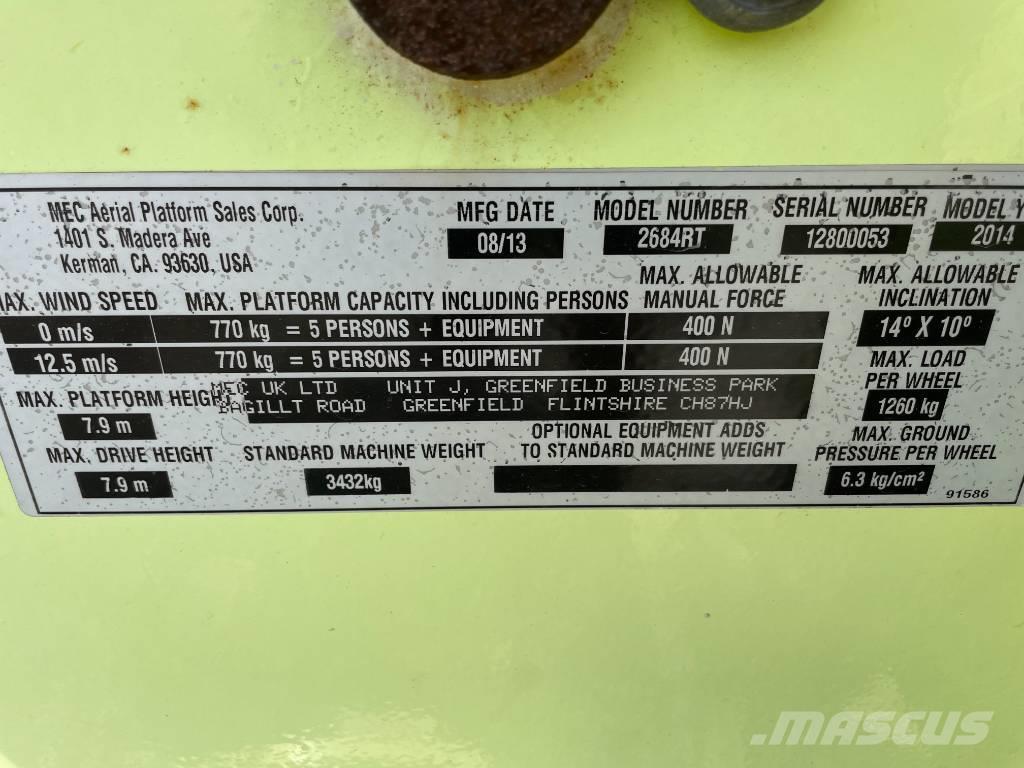 MEC Aerial Platform Sales Corp.
1401 S. Madera Ave
Kerman, CA. 93630, USA
MFG DATE
08/13
MODEL NUMBER
2684RT
SERIAL NUMBER
12800053
MODEL Y
2014
MAX. WIND SPEED
MAX. PLATFORM CAPACITY INCLUDING PERSONS
MAX. ALLOWABLE
MANUAL FORCE
0 m/s
770 kg = 5 PERSONS + EQUIPMENT
400 N
12.5 m/s
770 kg = 5 PERSONS + EQUIPMENT
400 N
MAX. ALLOWABLE
INCLINATION
14º X 10º
MAX. LOAD
PER WHEEL
1260 kg
MAX. PLATFORM HEIGHT
7.9 m
MEC UK LTD UNIT J, GREENFIELD BUSINESS PARK
BAGILLT ROAD GREENFIELD FLINTSHIRE CH87HJ
MAX. DRIVE HEIGHT
7.9 m
STANDARD MACHINE WEIGHT
3432kg
OPTIONAL EQUIPMENT ADDS
TO STANDARD MACHINE WEIGHT
MAX. GROUND
PRESSURE PER WHEEL
6.3 kg/cm²
91586
MASCUS